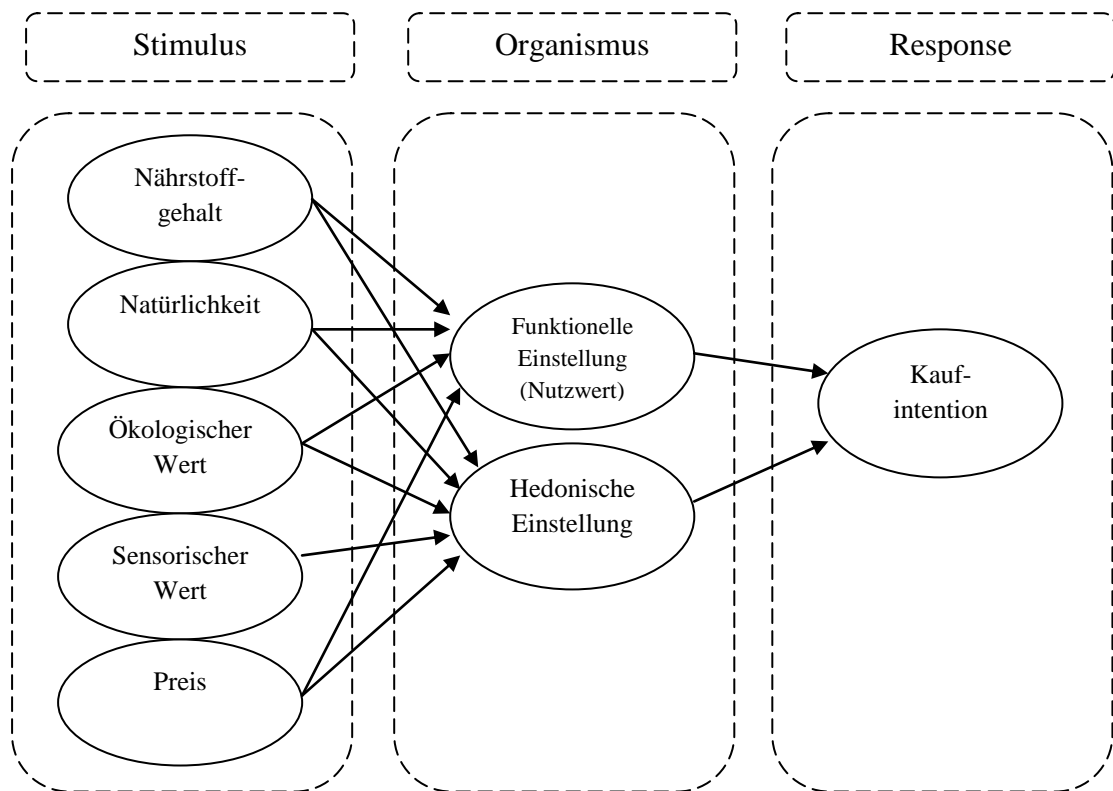 Stimulus
Organismus
Response
Nährstoff-
gehalt
Natürlichkeit
Ökologischer
Wert
Sensorischer
Wert
Preis
Funktionelle
Einstellung
(Nutzwert)
Hedonische
Einstellung
Kauf-
intention